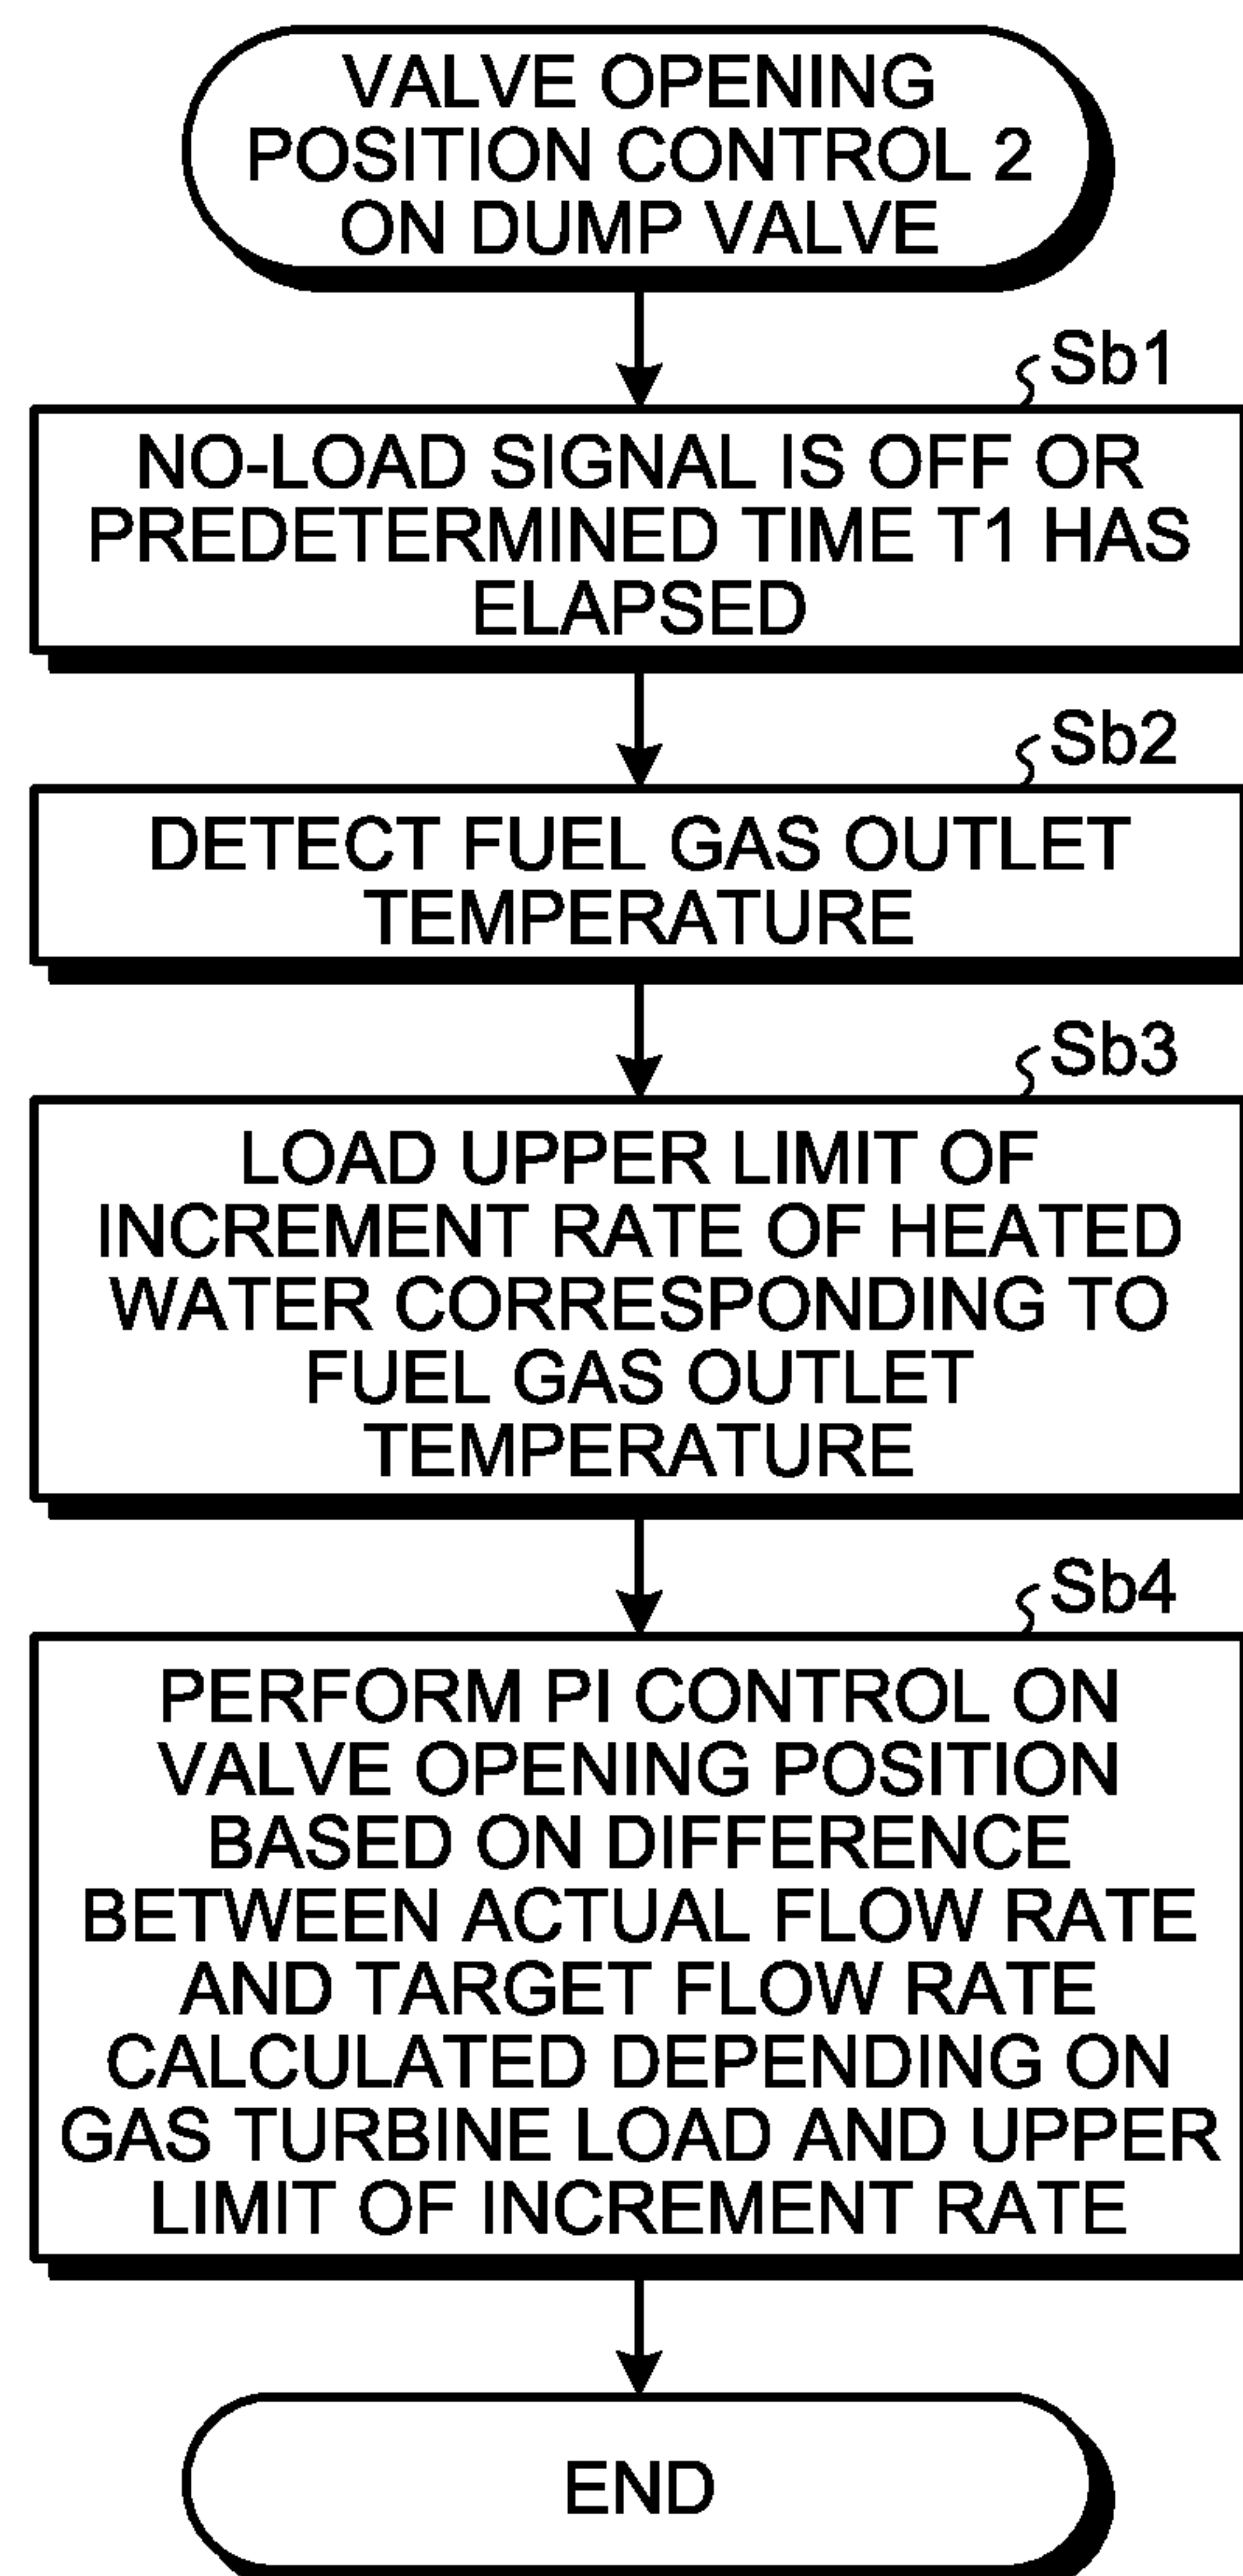 VALVE OPENING
POSITION CONTROL 2
ON DUMP VALVE
Sb1
NO-LOAD SIGNAL IS OFF OR
PREDETERMINED TIME T1 HAS
ELAPSED
Sb2
DETECT FUEL GAS OUTLET
TEMPERATURE
Sb3
LOAD UPPER LIMIT OF
INCREMENT RATE OF HEATED
WATER CORRESPONDING TO
FUEL GAS OUTLET
TEMPERATURE
Sb4
PERFORM PI CONTROL ON
VALVE OPENING POSITION
BASED ON DIFFERENCE
BETWEEN ACTUAL FLOW RATE
AND TARGET FLOW RATE
CALCULATED DEPENDING ON
GAS TURBINE LOAD AND UPPER
LIMIT OF INCREMENT RATE
END